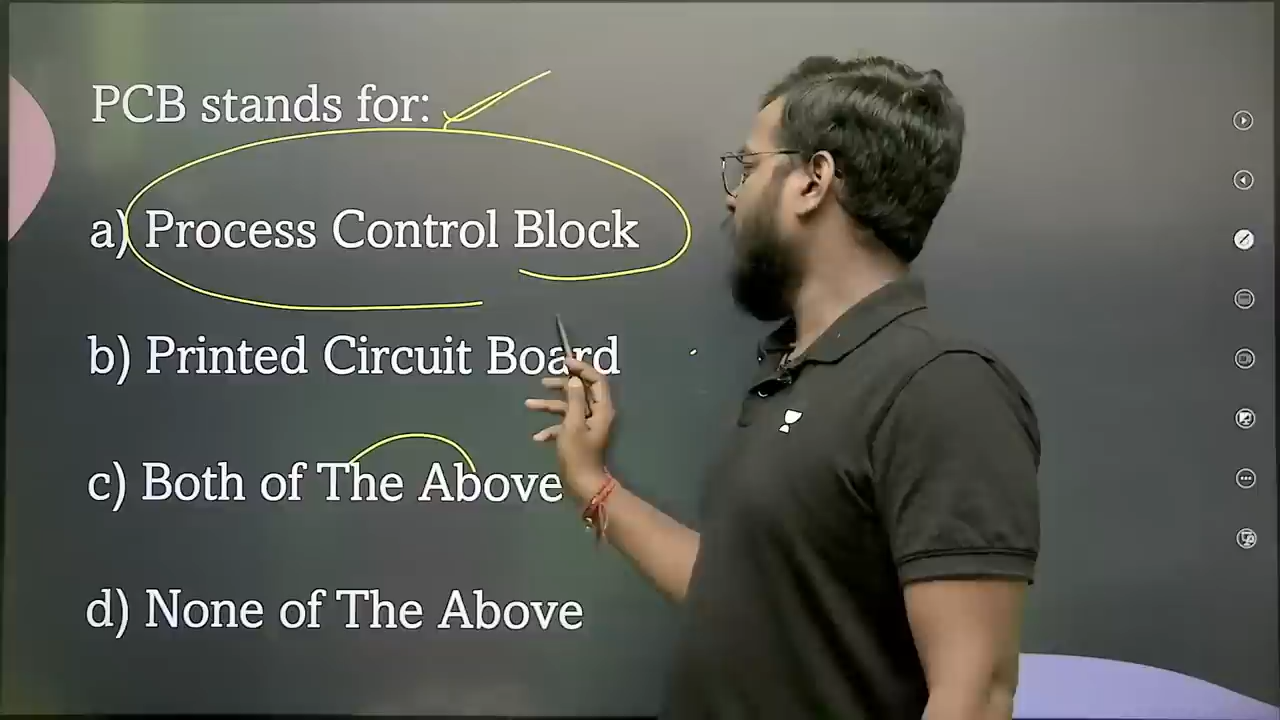 PCB stands for:
a) Process Control Block
b) Printed Circuit Board
c) Both of The Above
d) None of The Above